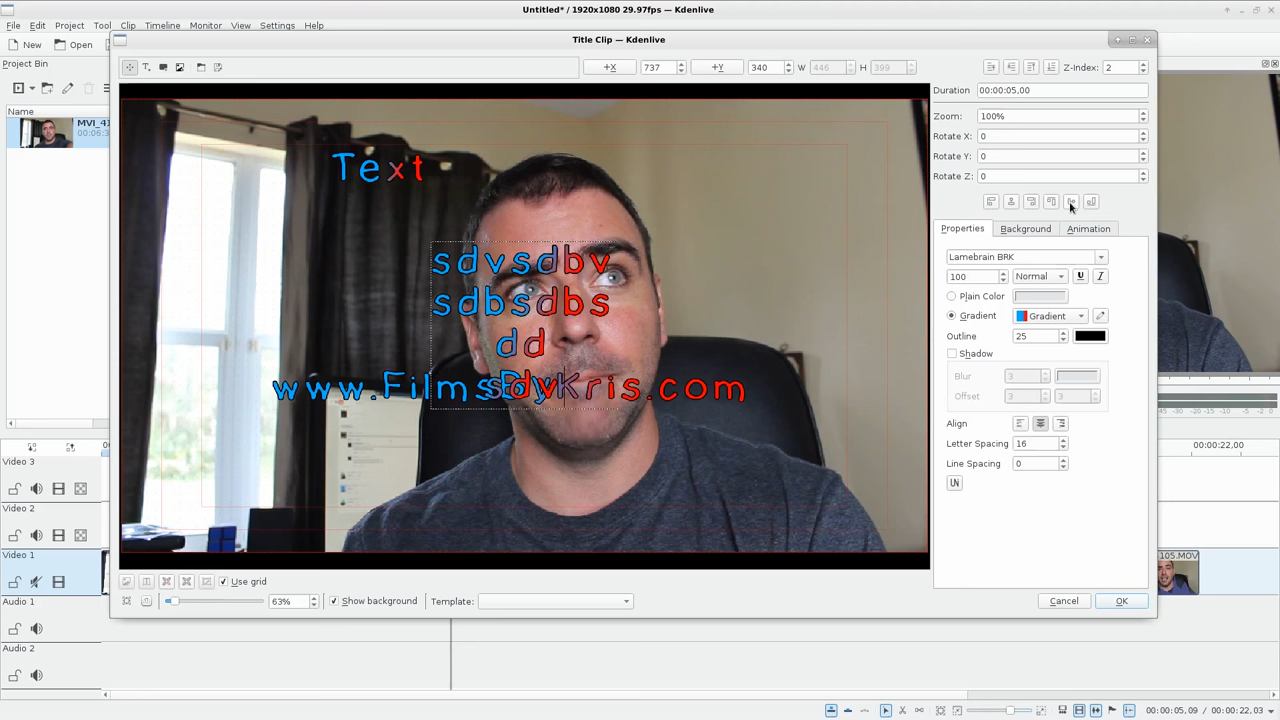 Untitled* / 1920x1080 29.97fps — Kdenlive
File Edit Project Tool Clip Timeline Monitor View Settings Help
New Open
Project Bin
Name
MVI_4
00:06:3
Title Clip — Kdenlive
+X 737 +Y 340 W 446 H 399 Z-Index: 2
Duration 00:00:05,00
Zoom: 100%
Rotate X: 0
Rotate Y: 0
Rotate Z: 0
Properties Background Animation
Lamebrain BRK
100 Normal U I
Plain Color
Gradient Gradient
Outline 25
Shadow
Blur
Offset 3 3
Align
Letter Spacing 16
Line Spacing 0
Text
sdvsdbv
sdbsdbs
dd
sdv
www.FilmsByKris.com
Use grid
63% Show background Template:
Cancel OK
Video 3
Video 2
Video 1
Audio 1
Audio 2
00:00:22,00
105.MOV
00:00:05,09 / 00:00:22,03